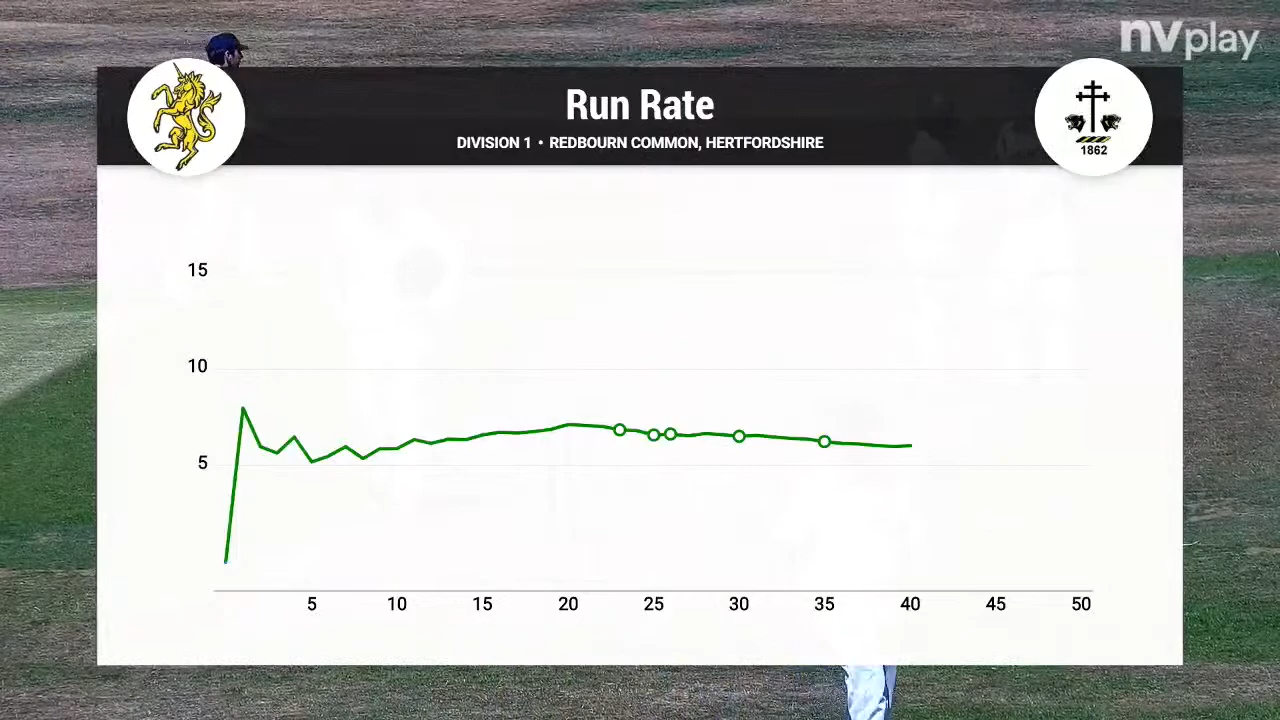 nvplay
Run Rate
DIVISION 1 • REDBOURN COMMON, HERTFORDSHIRE
1862
15
10
5
5 10 15 20 25 30 35 40 45 50